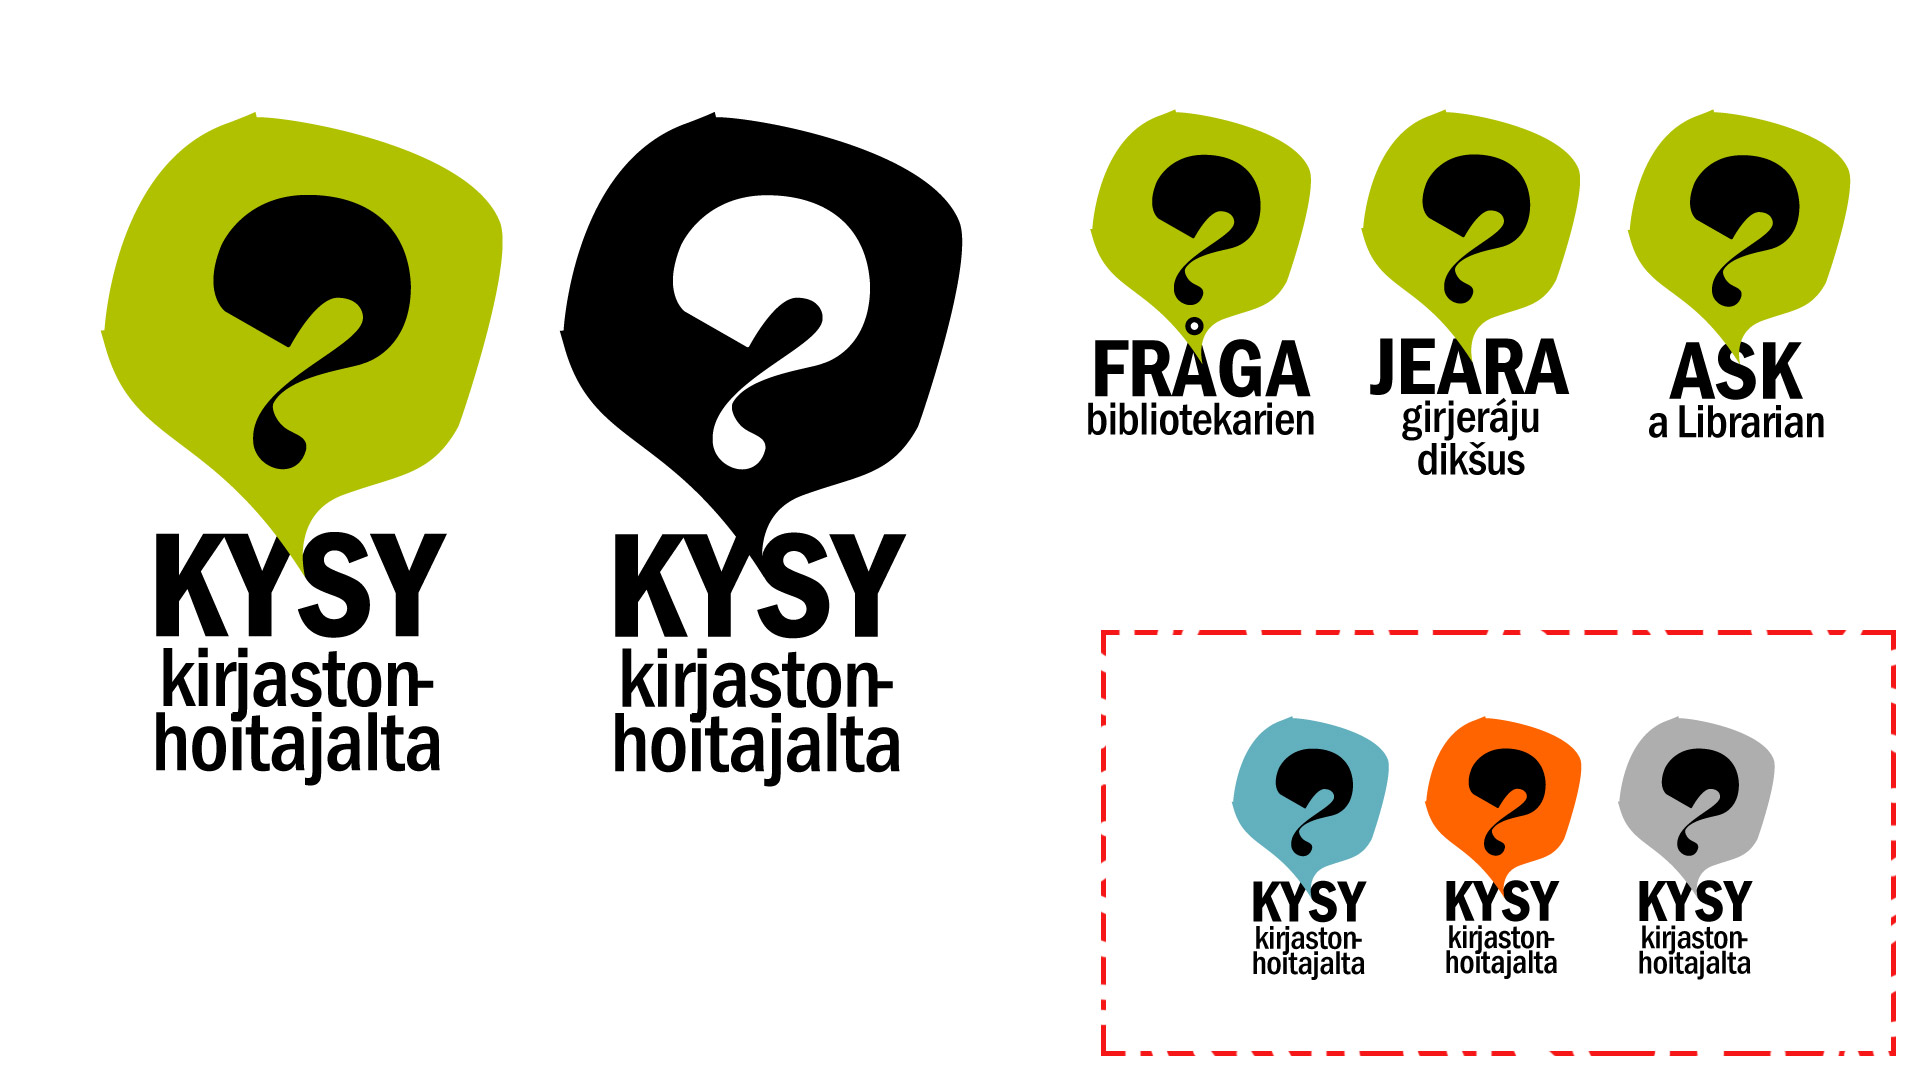 KYSY
kirjaston-
hoitajalta
KYSY
kirjaston-
hoitajalta
FRÅGA
bibliotekarien
JEARA
girjeráju
dikšus
ASK
a Librarian
KYSY
kirjaston-
hoitajalta
KYSY
kirjaston-
hoitajalta
KYSY
kirjaston-
hoitajalta